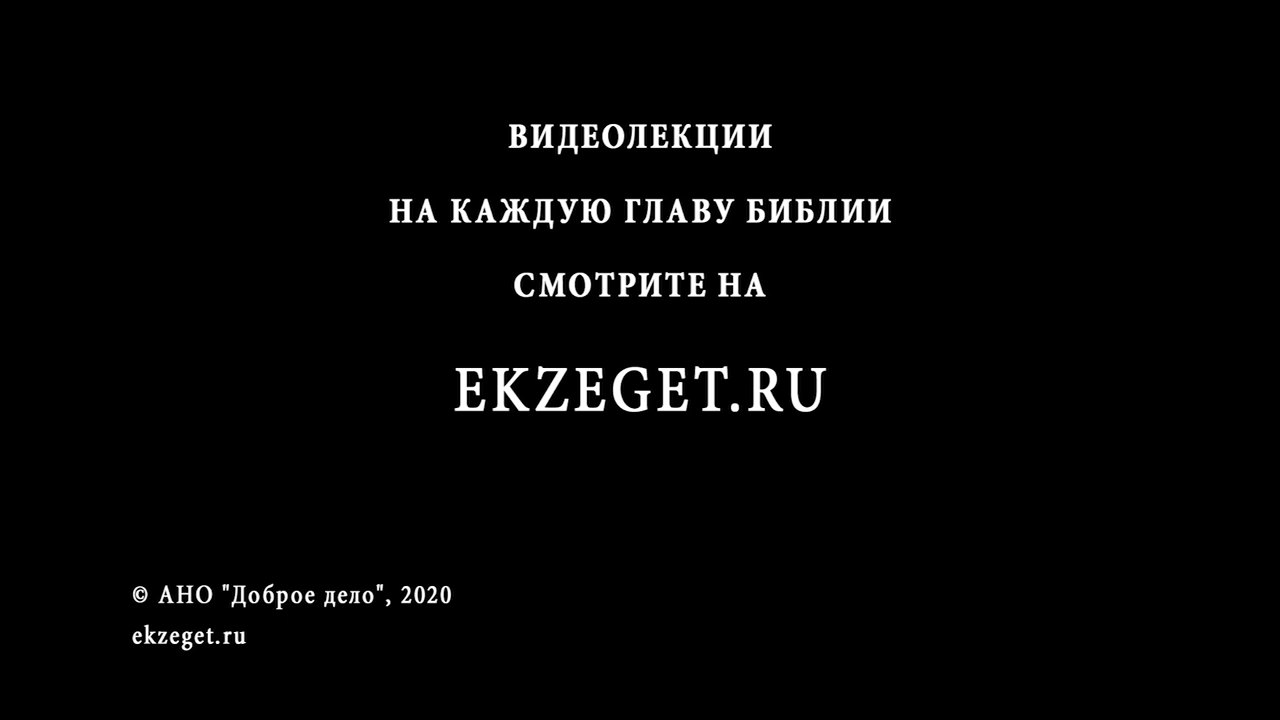 ВИДЕОЛЕКЦИИ
НА КАЖДУЮ ГЛАВУ БИБЛИИ
СМОТРИТЕ НА
EKZEGET.RU
© АНО "Доброе дело", 2020
ekzeget.ru